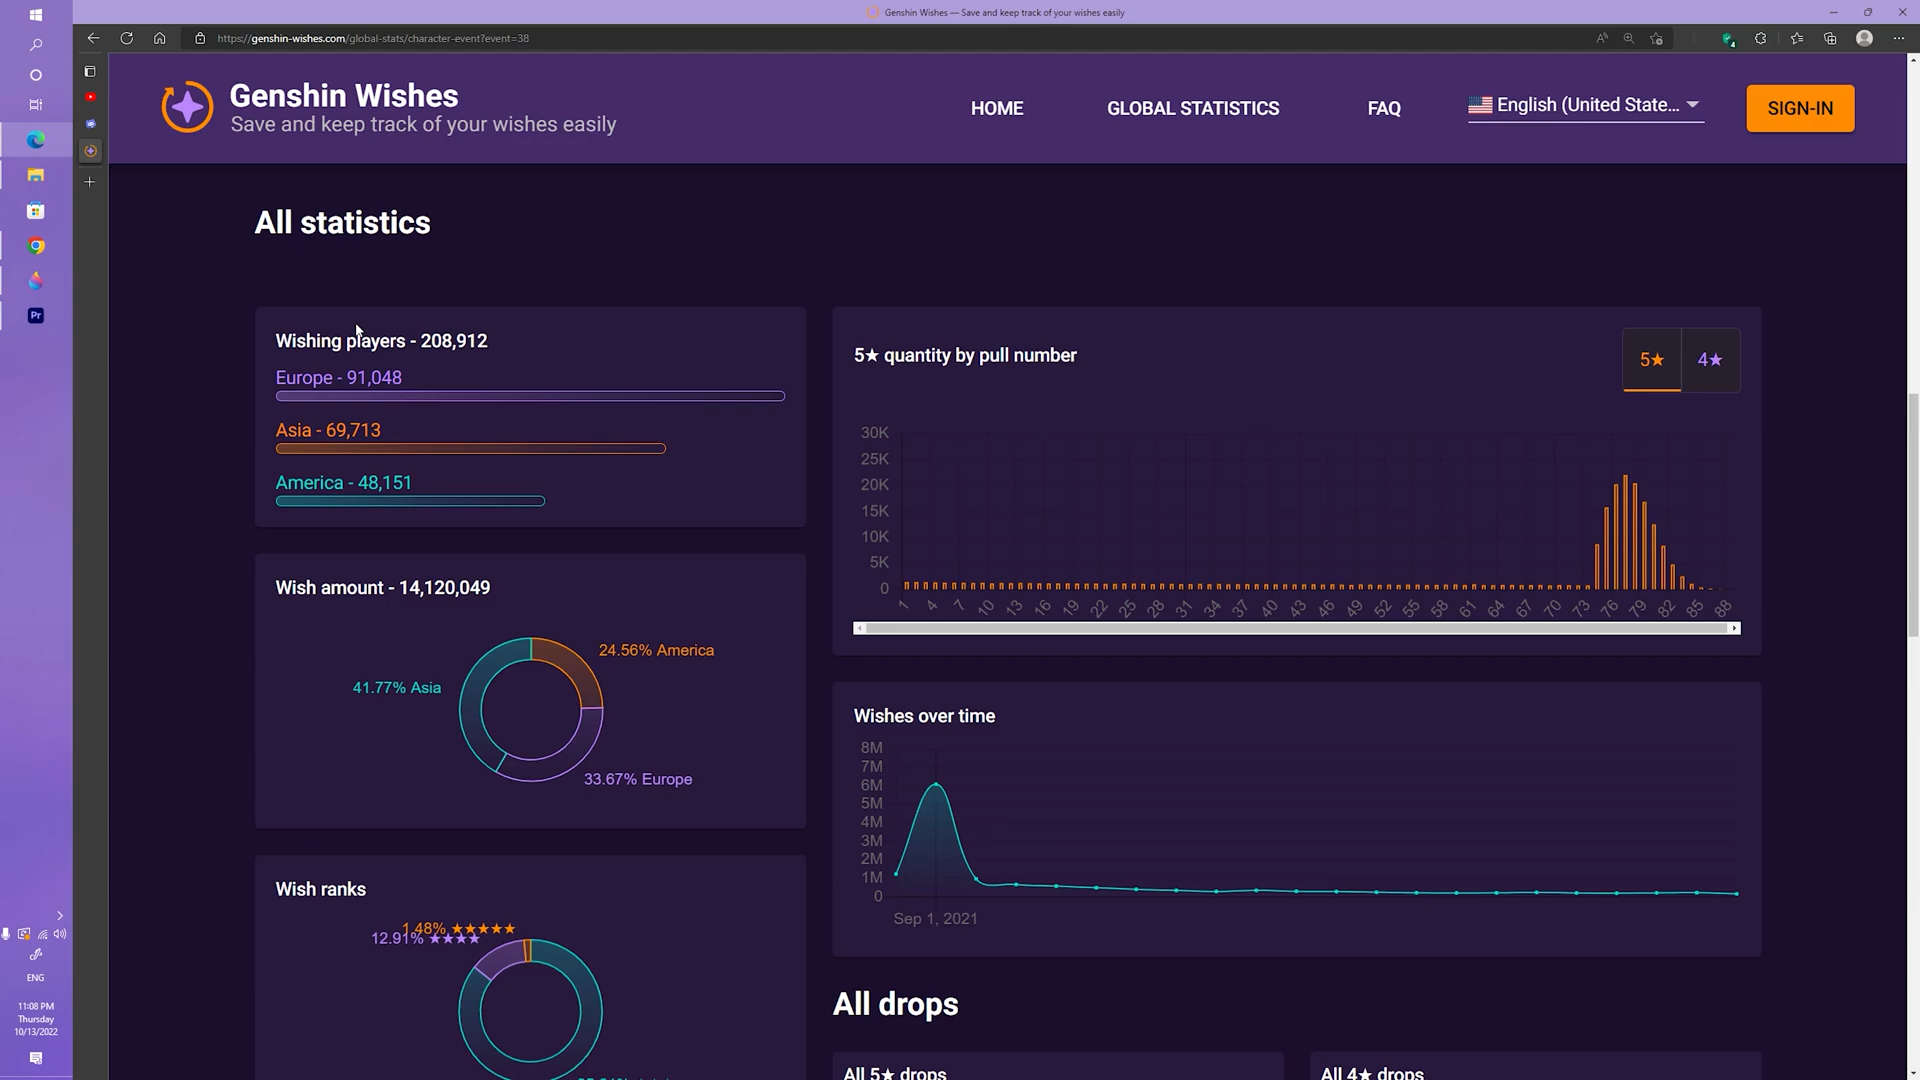 Genshin Wishes — Save and keep track of your wishes easily
https://genshin-wishes.com/global-stats/character-event?event=38
Genshin Wishes
Save and keep track of your wishes easily
HOME
GLOBAL STATISTICS
FAQ
English (United State...
SIGN-IN
All statistics
Wishing players - 208,912
Europe - 91,048
Asia - 69,713
America - 48,151
Wish amount - 14,120,049
24.56% America
41.77% Asia
33.67% Europe
Wish ranks
1.48% ★★★★★
12.91% ★★★★
5★ quantity by pull number
5★
4★
30K
25K
20K
15K
10K
5K
0
1 4 7 10 13 16 19 22 25 28 31 34 37 40 43 46 49 52 55 58 61 64 67 70 73 76 79 82 85 88
Wishes over time
8M
7M
6M
5M
4M
3M
2M
1M
0
Sep 1, 2021
All drops
All 5★ drops
All 4★ drops
Pr
4
ENG
11:08 PM
Thursday
10/13/2022